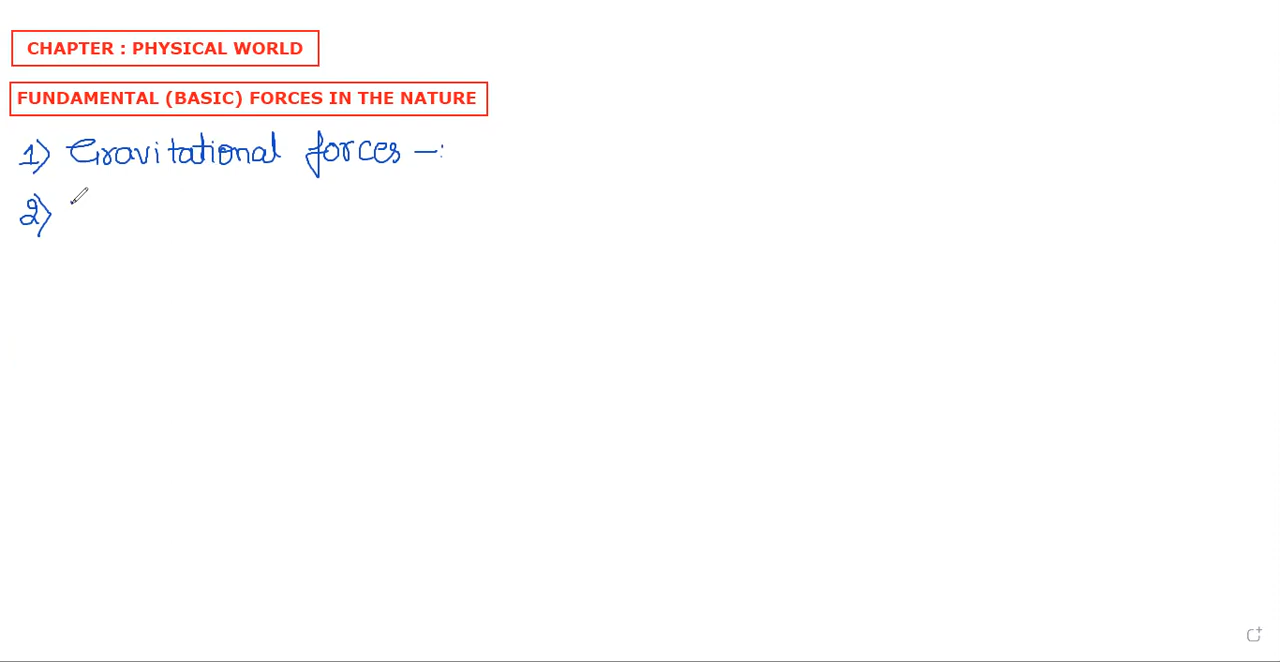 CHAPTER : PHYSICAL WORLD
FUNDAMENTAL (BASIC) FORCES IN THE NATURE
1) Gravitational forces —:
2)